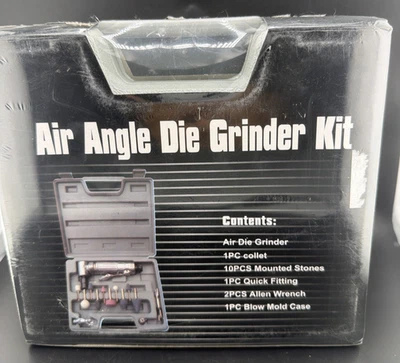 Air Angle Die Grinder Kit
Contents:
Air Die Grinder
1PC collet
10PCS Mounted Stones
1PC Quick Fitting
2PCS Allen Wrench
1PC Blow Mold Case